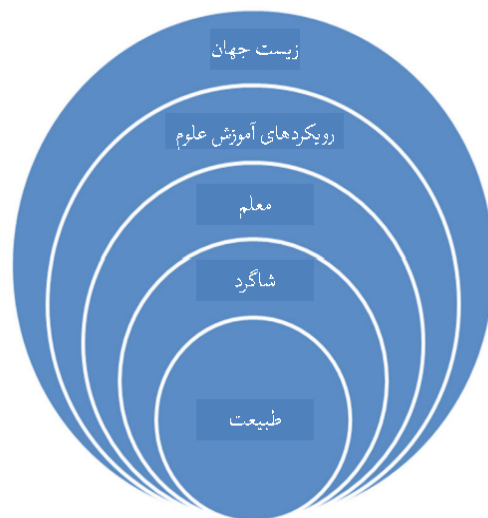 زیست جهان
رویکردهای آموزش علوم
معلم
شاگرد
طبیعت